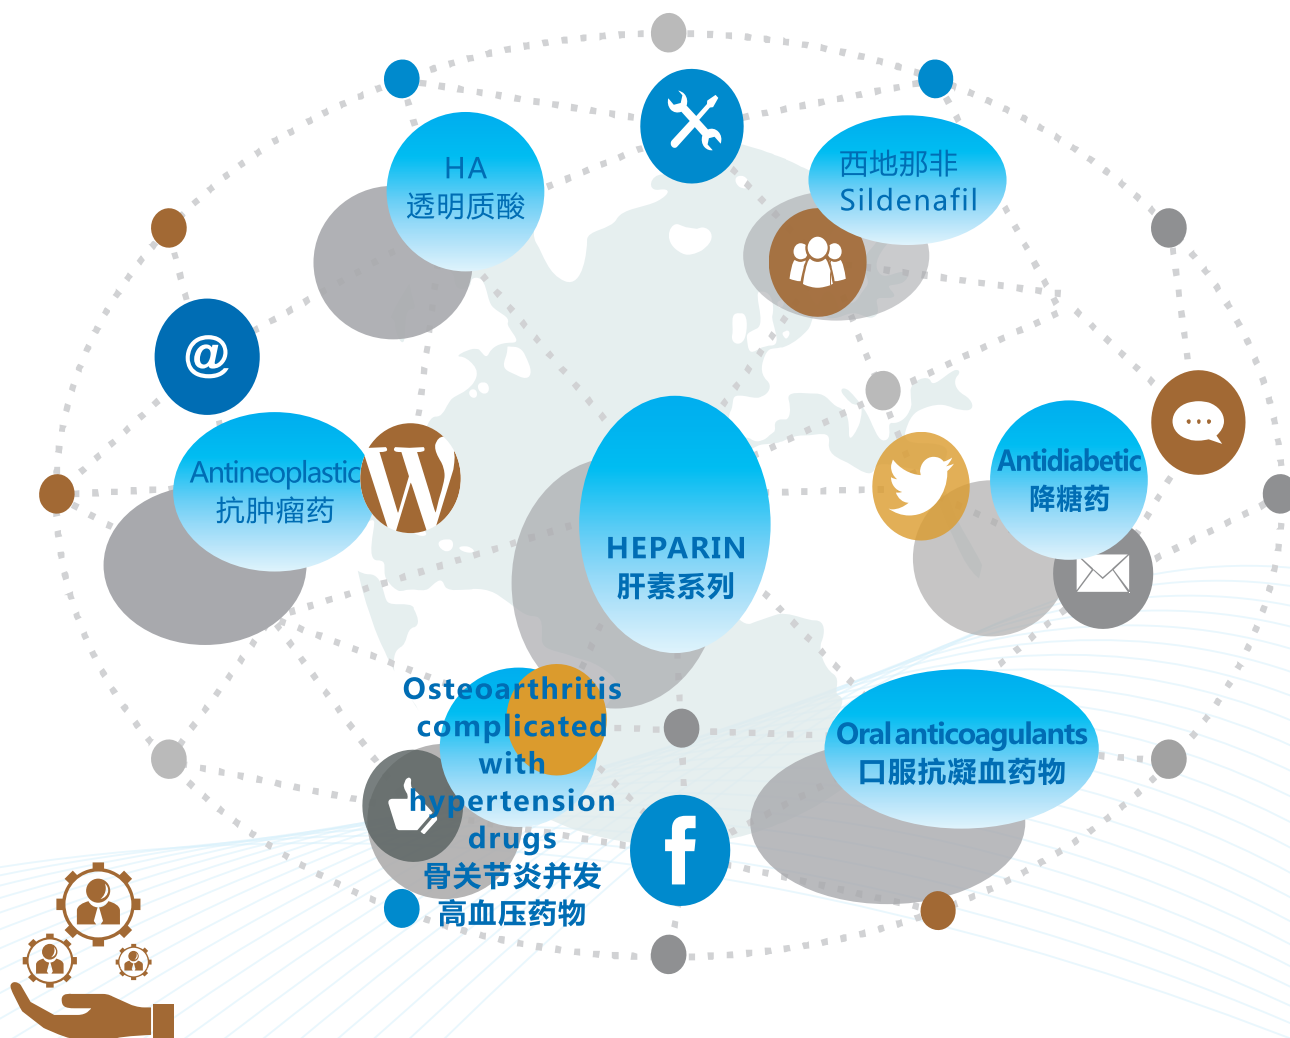 HA
透明质酸
西地那非
Sildenafil
@
Antineoplastic
抗肿瘤药
W
Antidiabetic
降糖药
HEPARIN
肝素系列
Osteoarthritis
complicated
with
hypertension
drugs
骨关节炎并发
高血压药物
Oral anticoagulants
口服抗凝血药物
f